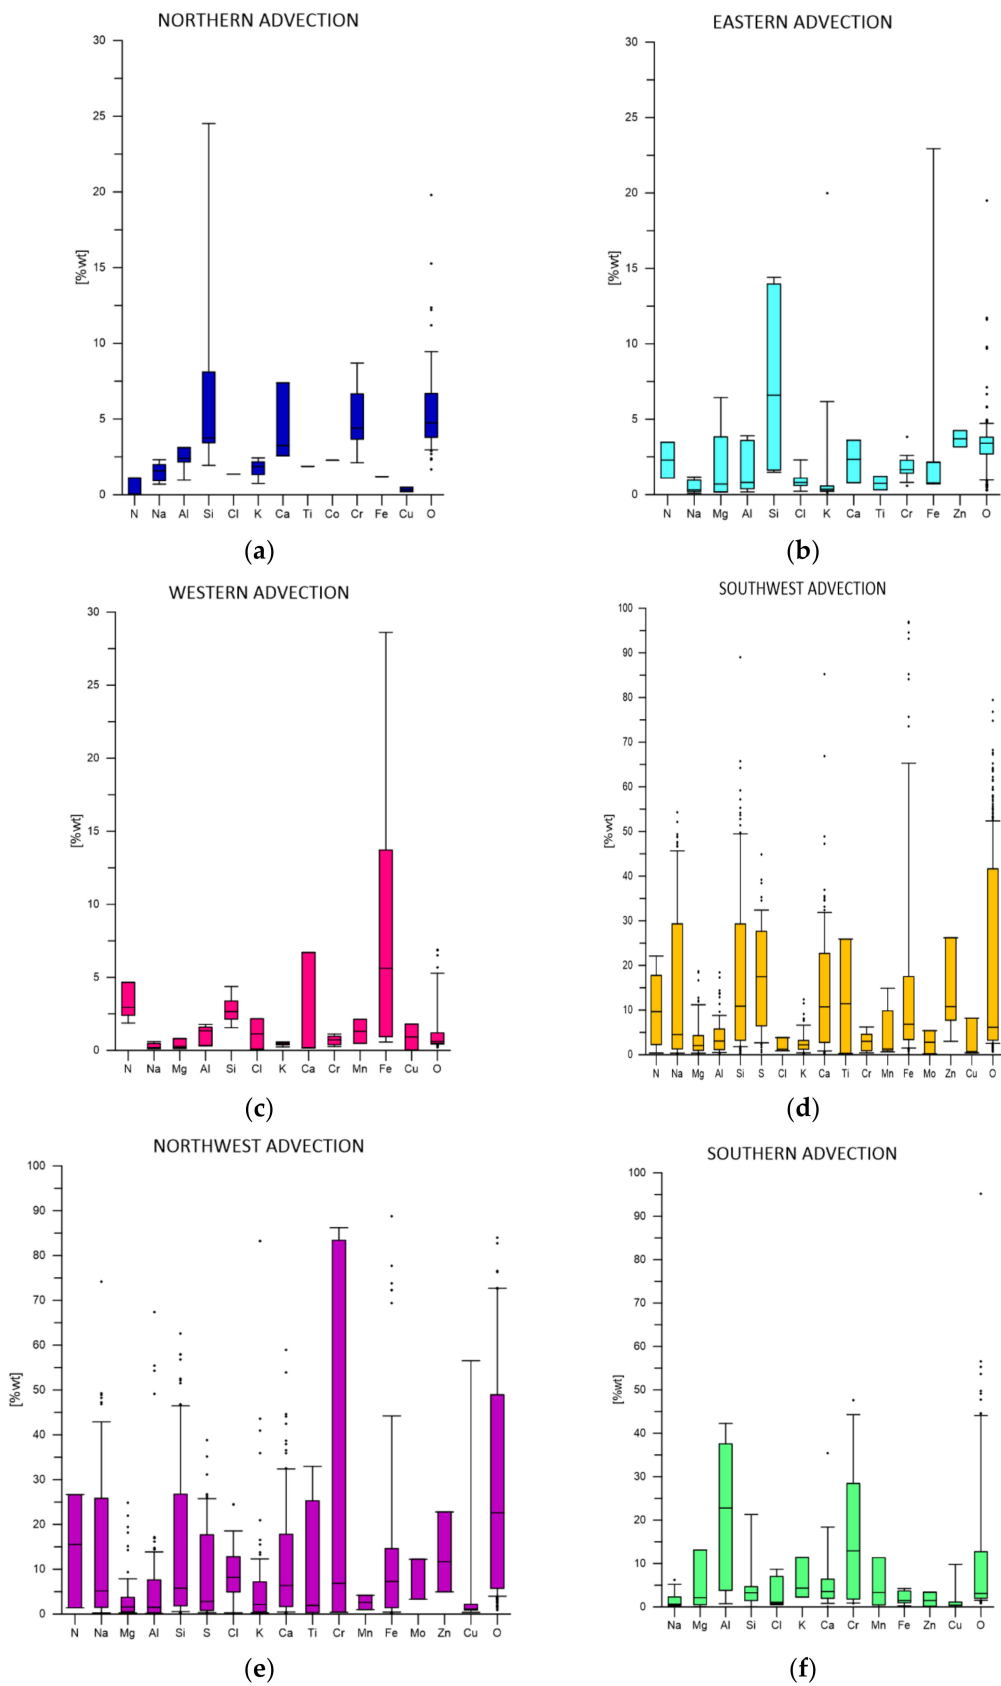 NORTHERN ADVECTION
30
25
20
15
10
5
0
[%wt]
N Na Al Si Cl K Ca Ti Co Cr Fe Cu O
(a)
EASTERN ADVECTION
30
25
20
15
10
5
0
[%wt]
N Na Mg Al Si Cl K Ca Ti Cr Fe Zn O
(b)
WESTERN ADVECTION
30
25
20
15
10
5
0
[%wt]
N Na Mg Al Si Cl K Ca Cr Mn Fe Cu O
(c)
SOUTHWEST ADVECTION
100
90
80
70
60
50
40
30
20
10
0
[%wt]
N Na Mg Al Si S Cl K Ca Ti Cr Mn Fe Mo Zn Cu O
(d)
NORTHWEST ADVECTION
100
90
80
70
60
50
40
30
20
10
0
[%wt]
N Na Mg Al Si S Cl K Ca Ti Cr Mn Fe Mo Zn Cu O
(e)
SOUTHERN ADVECTION
100
90
80
70
60
50
40
30
20
10
0
[%wt]
Na Mg Al Si Cl K Ca Cr Mn Fe Zn Cu O
(f)